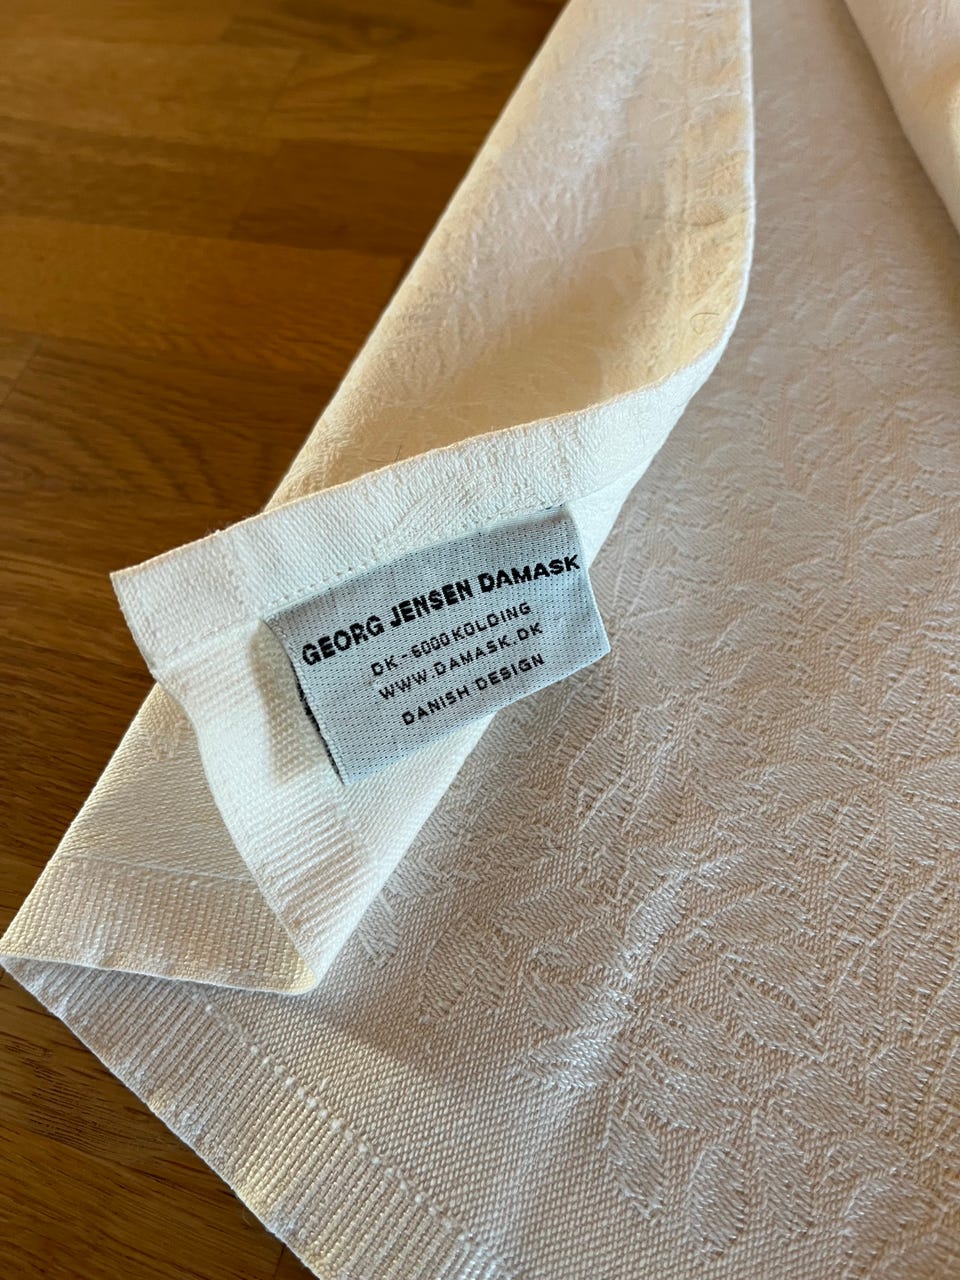 GEORG JENSEN DAMASK
DK-6000 KOLDING
WWW.DAMASK.DK
DANISH DESIGN